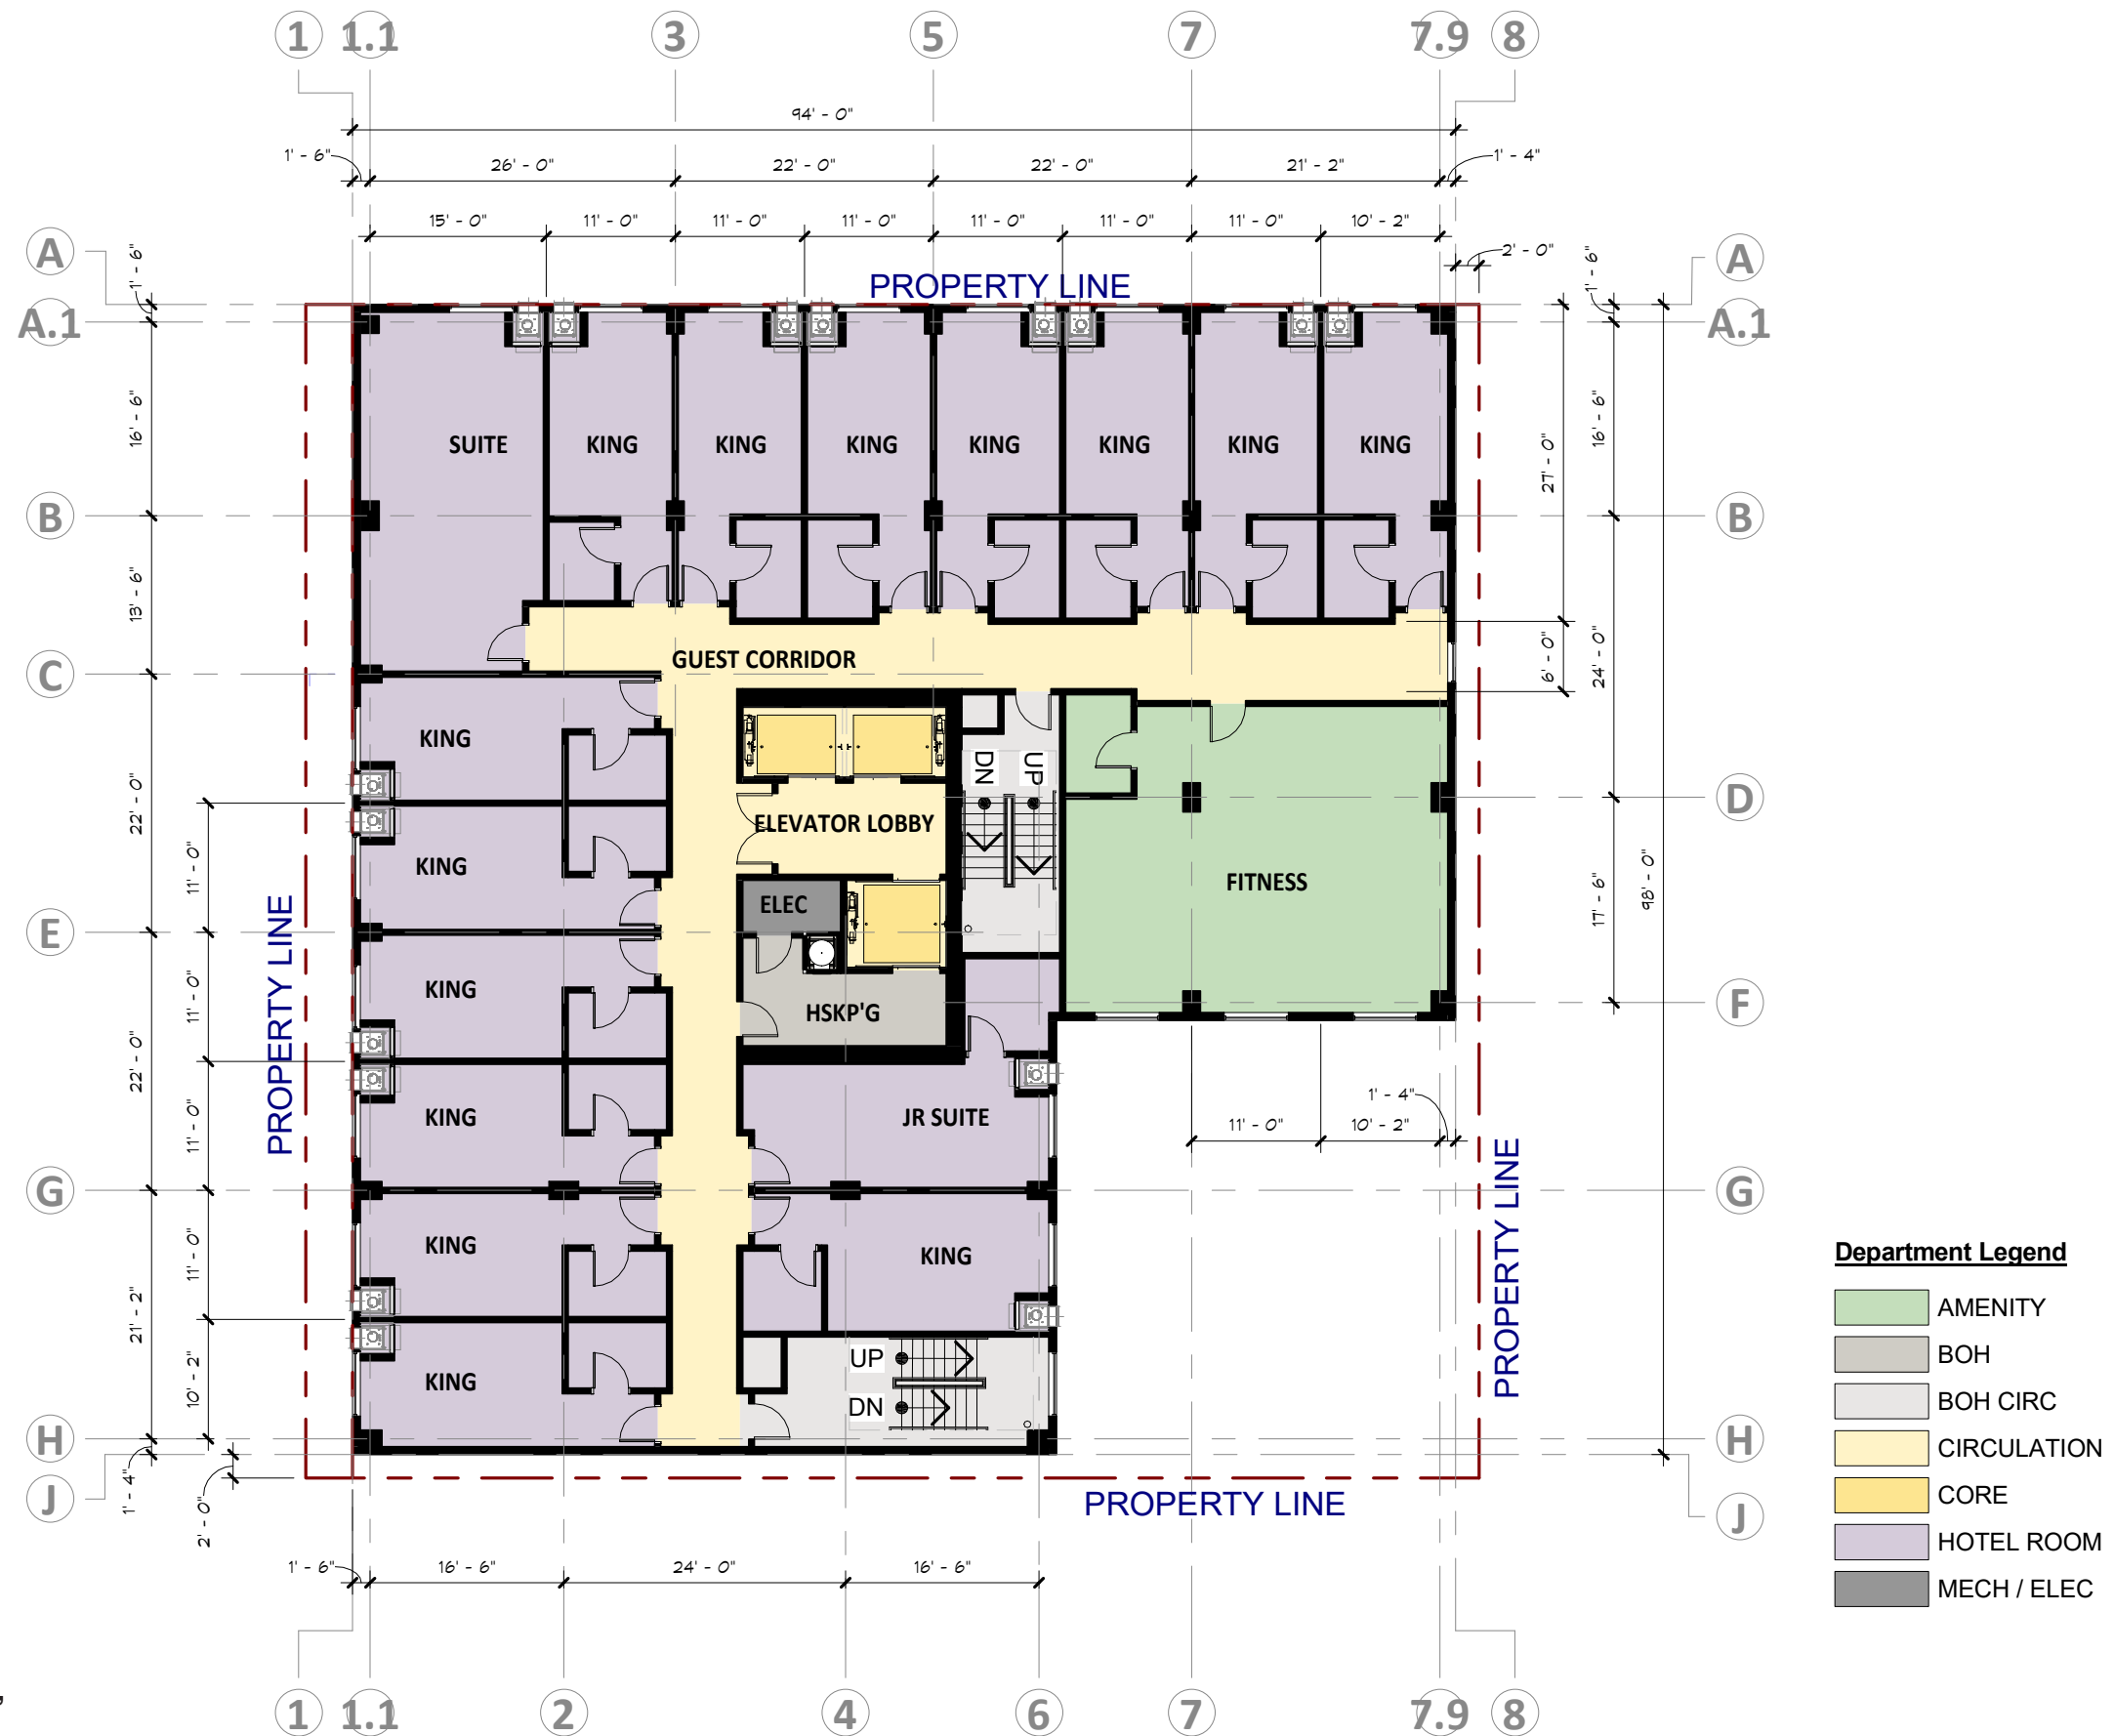 1 1.1 3 5 7 7.9 8
94' - 0"
1' - 6" 26' - 0" 22' - 0" 22' - 0" 21' - 2" 1' - 4"
15' - 0" 11' - 0" 11' - 0" 11' - 0" 11' - 0" 11' - 0" 11' - 0" 10' - 2"
2' - 0"
A
A.1
B
C
E
G
H
J
1' - 6"
16' - 6"
13' - 6"
22' - 0"
22' - 0"
21' - 2"
1' - 4"
11' - 0"
11' - 0"
11' - 0"
11' - 0"
10' - 2"
2' - 0"
PROPERTY LINE
PROPERTY LINE
SUITE KING KING KING KING KING KING KING
GUEST CORRIDOR
KING
KING
KING
KING
KING
KING
ELEVATOR LOBBY
ELEC
HSKP'G
DN UP
FITNESS
JR SUITE
KING
UP
DN
A
A.1
B
D
F
G
H
J
1' - 6"
16' - 6"
24' - 0"
17' - 6"
27' - 0"
6' - 0"
98' - 0"
1' - 4"
11' - 0" 10' - 2"
PROPERTY LINE
PROPERTY LINE
1' - 6" 16' - 6" 24' - 0" 16' - 6"
1 1.1 2 4 6 7 7.9 8
Department Legend
AMENITY
BOH
BOH CIRC
CIRCULATION
CORE
HOTEL ROOM
MECH / ELEC